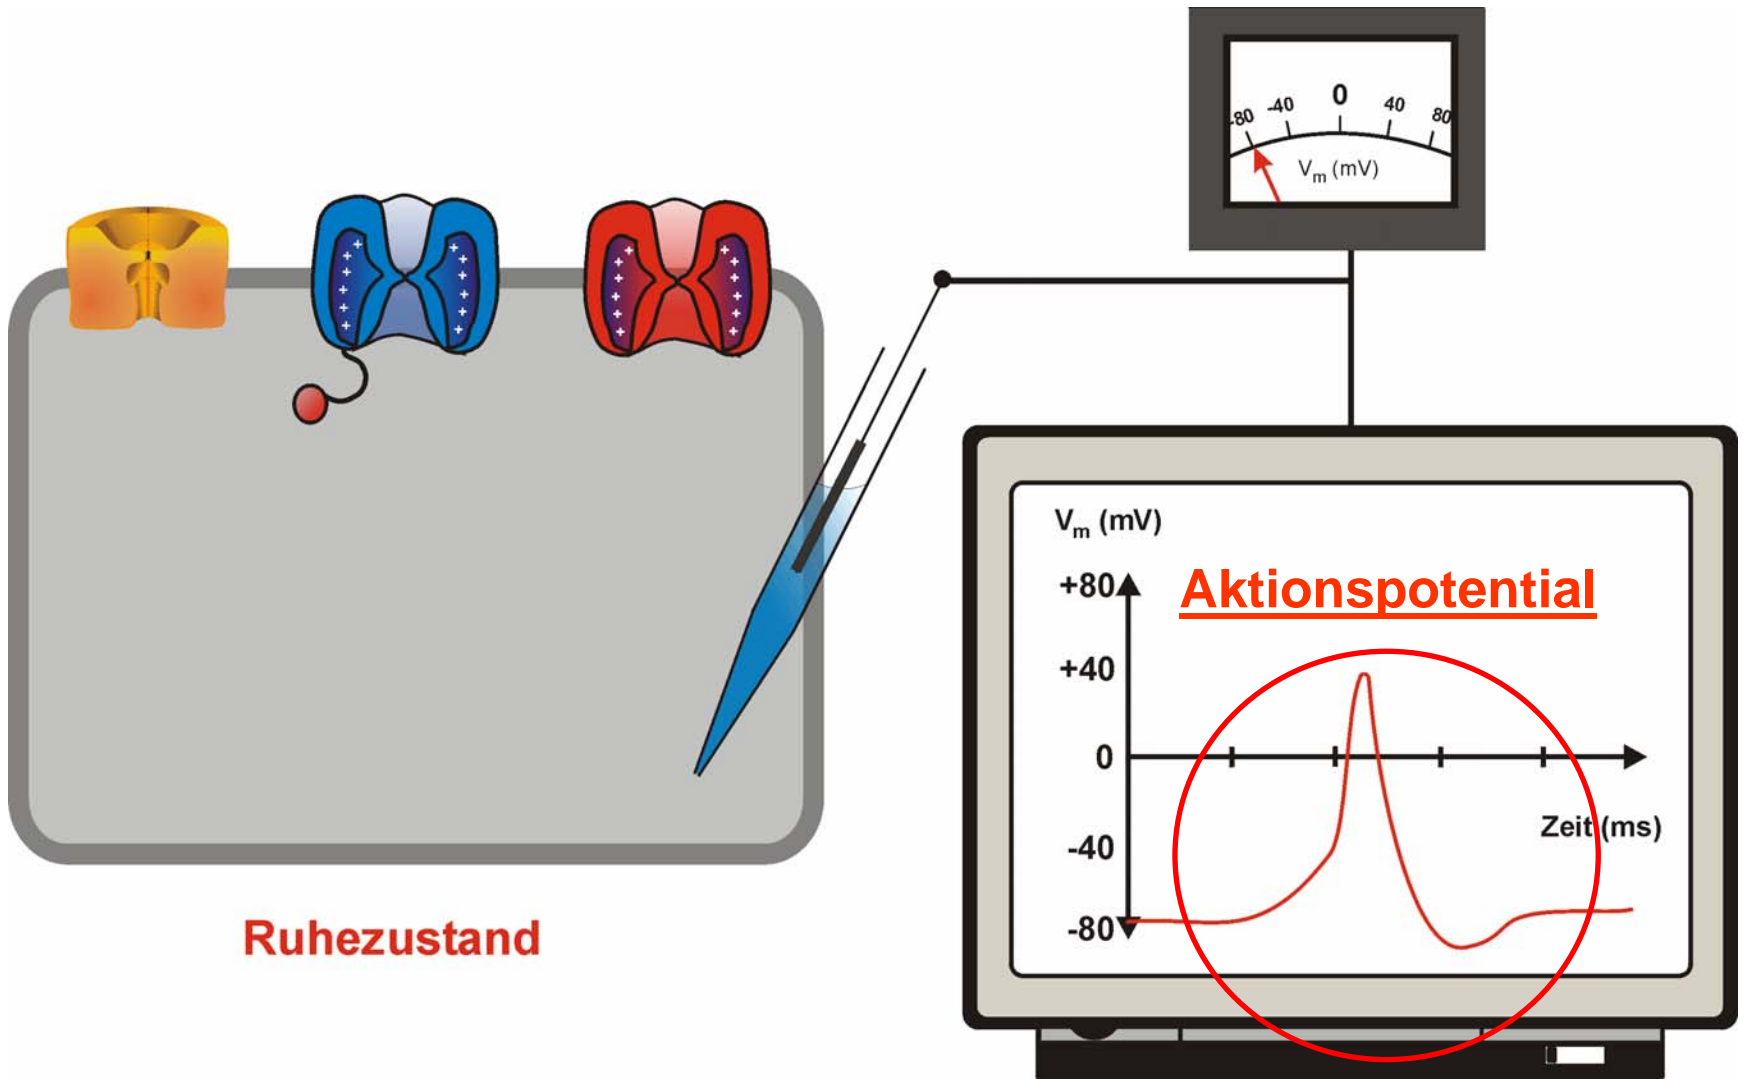 -80 -40 0 40 80
Vm (mV)
+ + + + + + + + + + +
+ + + + + + + + + +
Vm (mV)
+80
Aktionspotential
+40
0
Zeit (ms)
-40
-80
Ruhezustand